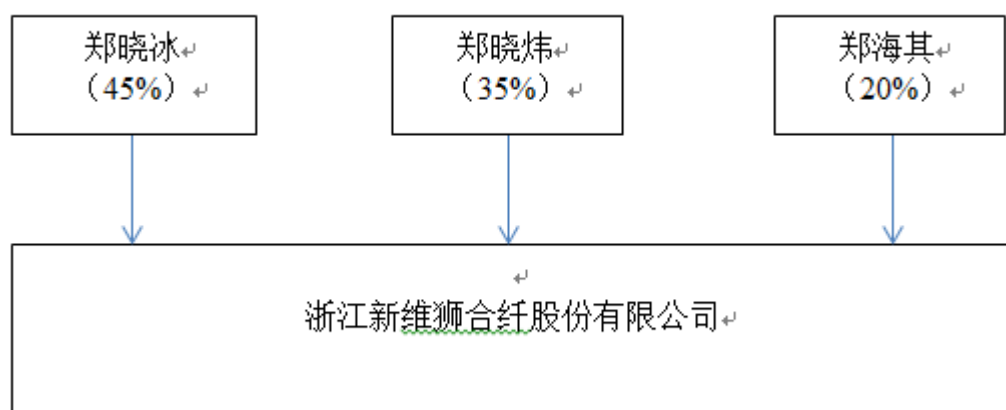 郑晓冰
（45%）
郑晓炜
（35%）
郑海其
（20%）
浙江新维狮合纤股份有限公司